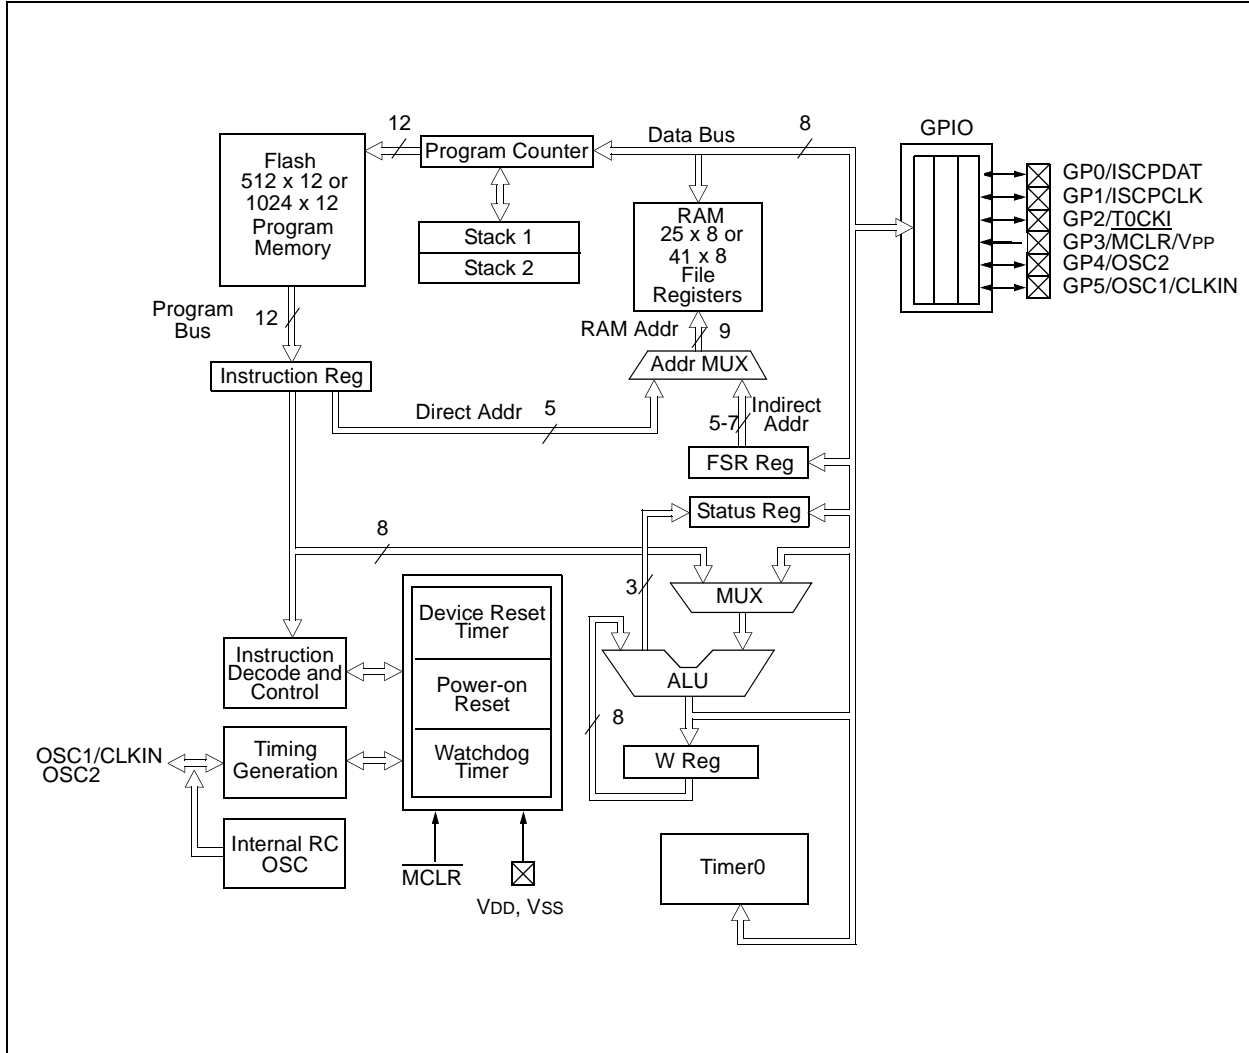 12
Data Bus
8
GPIO
Flash
512 x 12 or
1024 x 12
Program
Memory
Program Counter
Stack 1
Stack 2
RAM
25 x 8 or
41 x 8
File
Registers
GP0/ISCPDAT
GP1/ISCPCLK
GP2/T0CKI
GP3/MCLR/VPP
GP4/OSC2
GP5/OSC1/CLKIN
Program
Bus
12
RAM Addr
9
Instruction Reg
Addr MUX
Direct Addr
5
5-7
Indirect
Addr
FSR Reg
Status Reg
8
3
MUX
Device Reset
Timer
Instruction
Decode and
Control
Power-on
Reset
ALU
8
OSC1/CLKIN
OSC2
Timing
Generation
Watchdog
Timer
W Reg
Internal RC
OSC
MCLR
VDD, VSS
Timer0